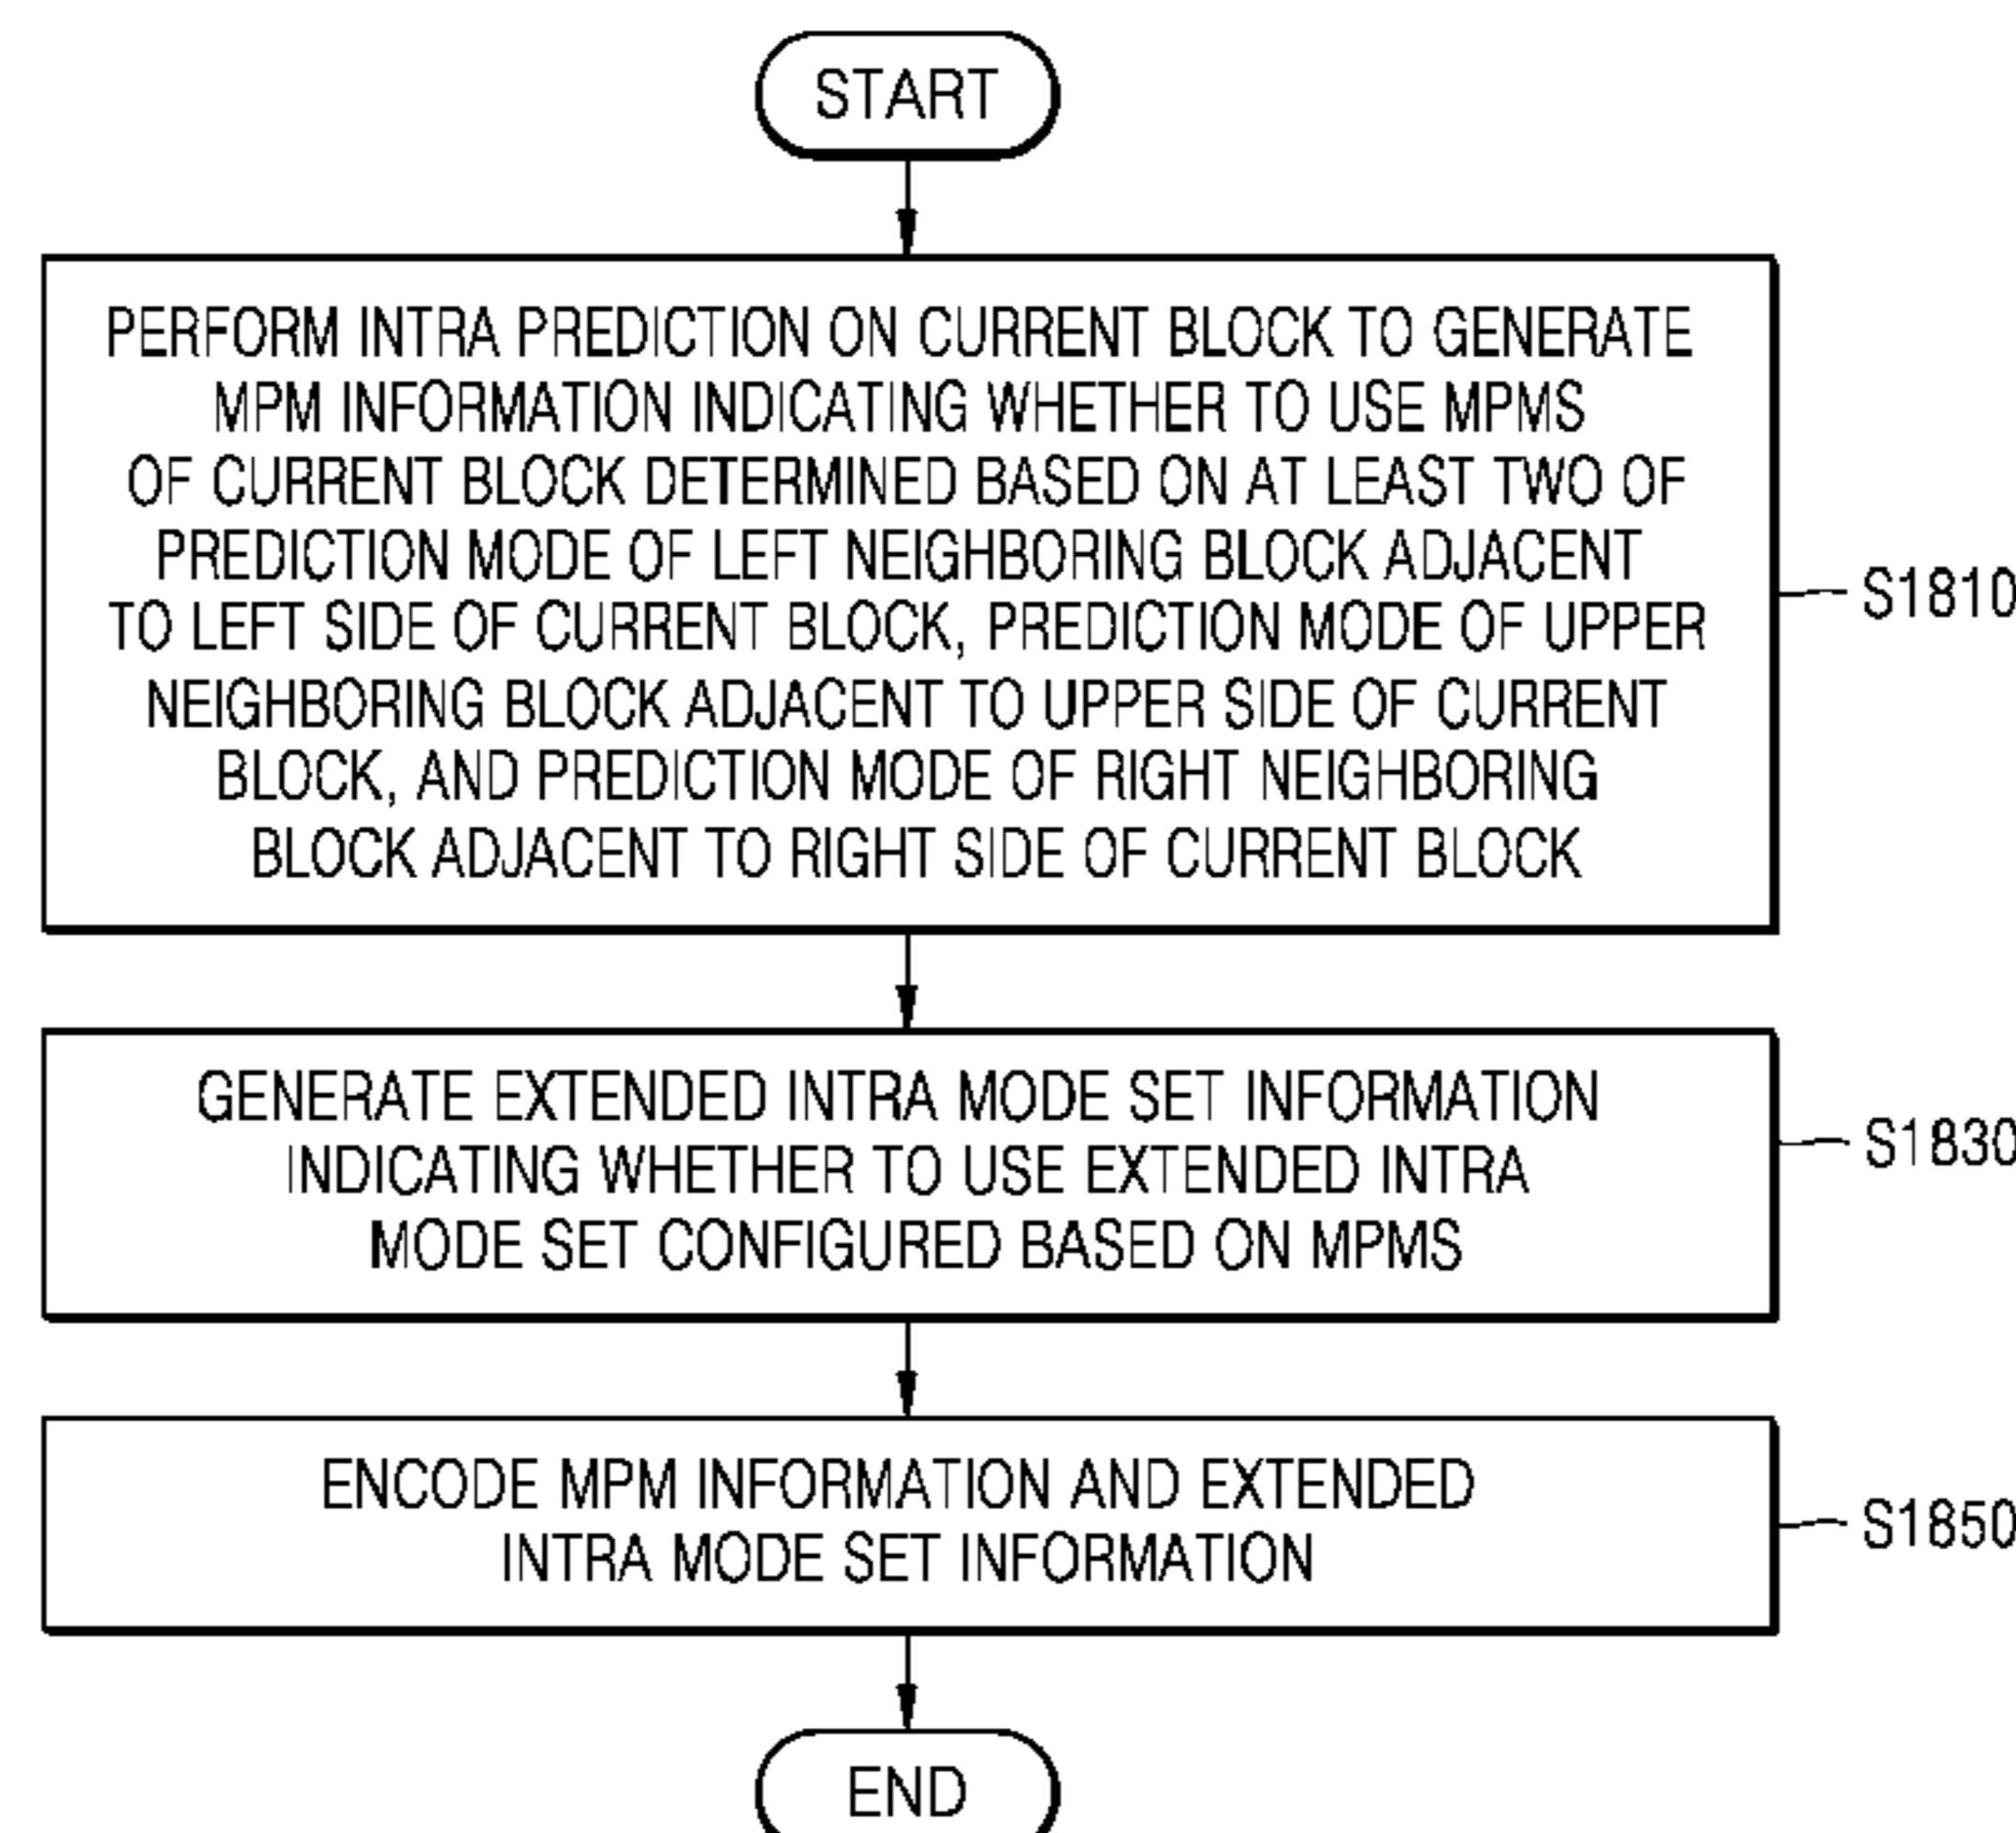 START
PERFORM INTRA PREDICTION ON CURRENT BLOCK TO GENERATE
MPM INFORMATION INDICATING WHETHER TO USE MPMS
OF CURRENT BLOCK DETERMINED BASED ON AT LEAST TWO OF
PREDICTION MODE OF LEFT NEIGHBORING BLOCK ADJACENT
TO LEFT SIDE OF CURRENT BLOCK, PREDICTION MODE OF UPPER
NEIGHBORING BLOCK ADJACENT TO UPPER SIDE OF CURRENT
BLOCK, AND PREDICTION MODE OF RIGHT NEIGHBORING
BLOCK ADJACENT TO RIGHT SIDE OF CURRENT BLOCK
S1810
GENERATE EXTENDED INTRA MODE SET INFORMATION
INDICATING WHETHER TO USE EXTENDED INTRA
MODE SET CONFIGURED BASED ON MPMS
S1830
ENCODE MPM INFORMATION AND EXTENDED
INTRA MODE SET INFORMATION
S1850
END